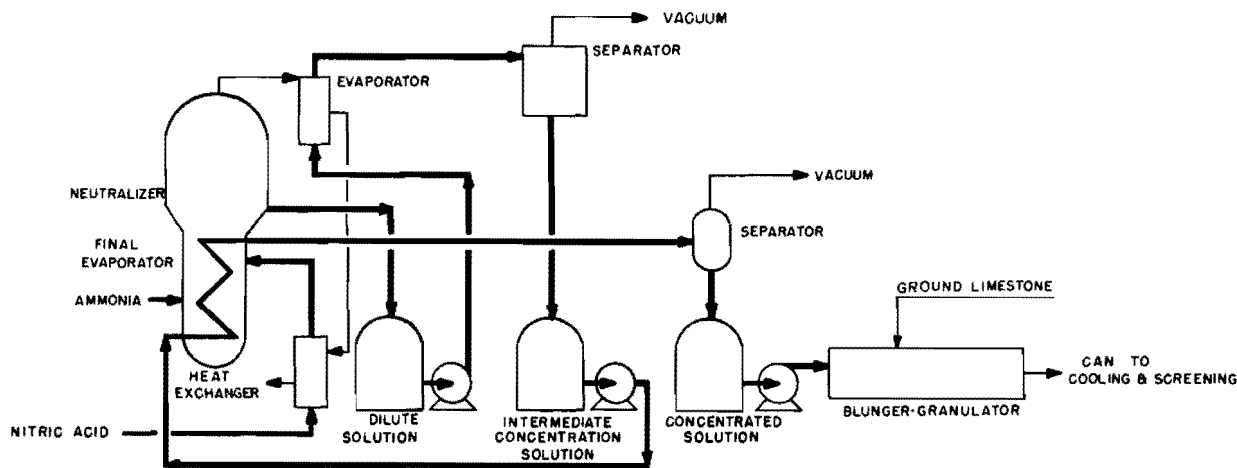 VACUUM
SEPARATOR
EVAPORATOR
NEUTRALIZER
VACUUM
FINAL
EVAPORATOR
SEPARATOR
AMMONIA
GROUND LIMESTONE
HEAT
EXCHANGER
CAN TO
COOLING & SCREENING
NITRIC ACID
DILUTE
SOLUTION
INTERMEDIATE
CONCENTRATION
SOLUTION
CONCENTRATED
SOLUTION
BLUNGER-GRANULATOR